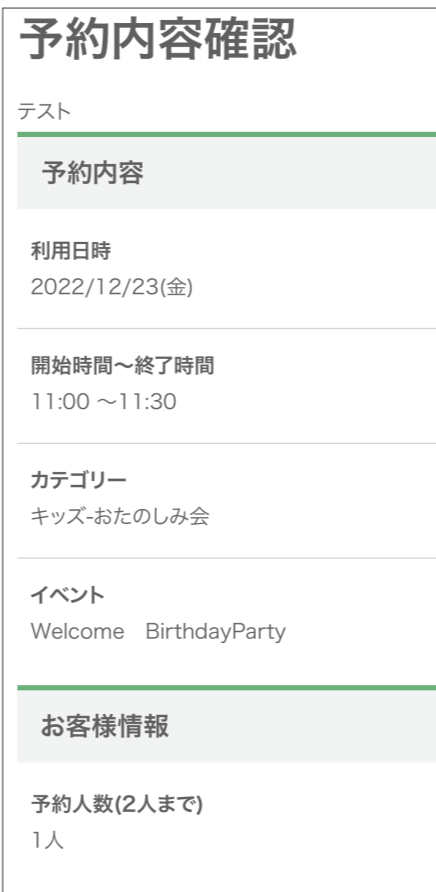 予約内容確認
テスト
予約内容
利用日時
2022/12/23(金)
開始時間〜終了時間
11:00 〜11:30
カテゴリー
キッズ-おたのしみ会
イベント
Welcome　BirthdayParty
お客様情報
予約人数(2人まで)
1人